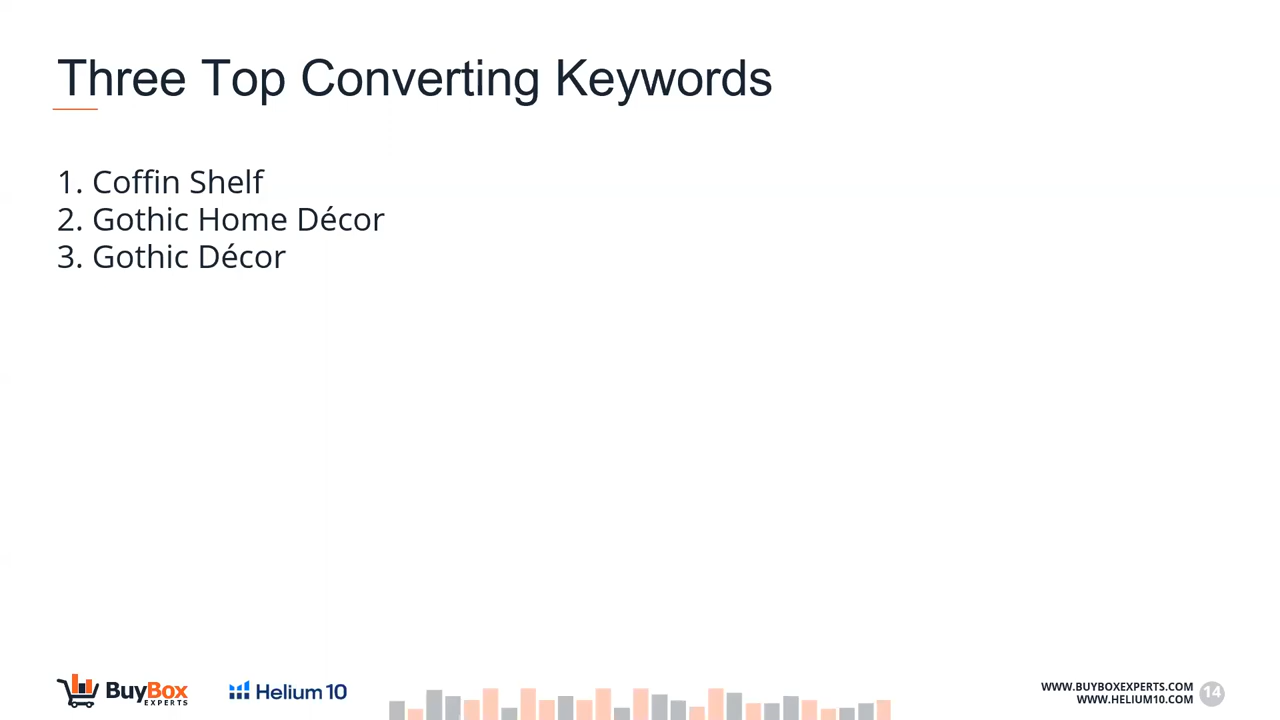 Three Top Converting Keywords
1. Coffin Shelf
2. Gothic Home Décor
3. Gothic Décor
BuyBox
EXPERTS
Helium 10
WWW.BUYBOXEXPERTS.COM
WWW.HELIUM10.COM
14